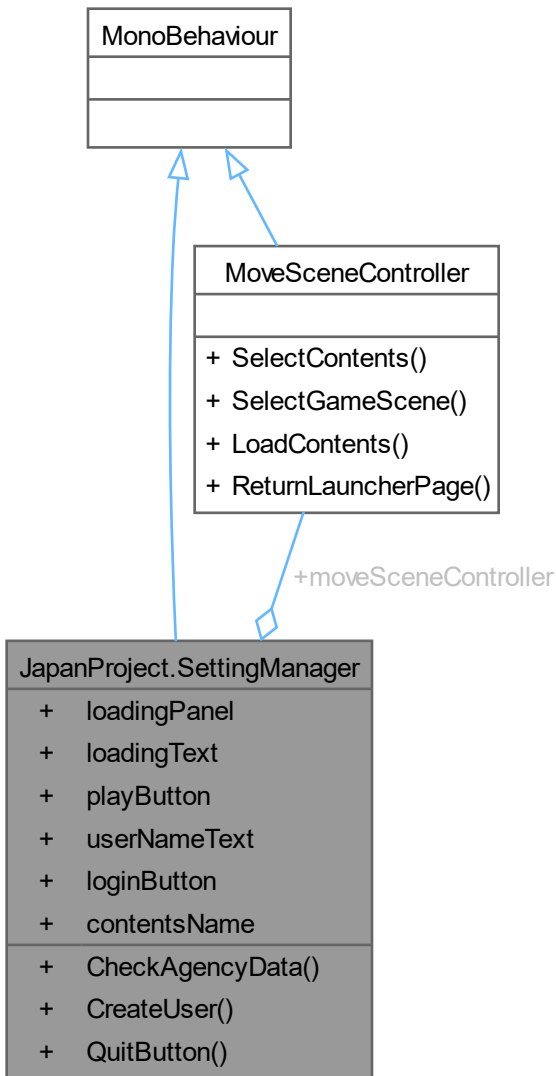 MonoBehaviour
MoveSceneController
+ SelectContents()
+ SelectGameScene()
+ LoadContents()
+ ReturnLauncherPage()
+moveSceneController
JapanProject.SettingManager
+ loadingPanel
+ loadingText
+ playButton
+ userNameText
+ loginButton
+ contentsName
+ CheckAgencyData()
+ CreateUser()
+ QuitButton()